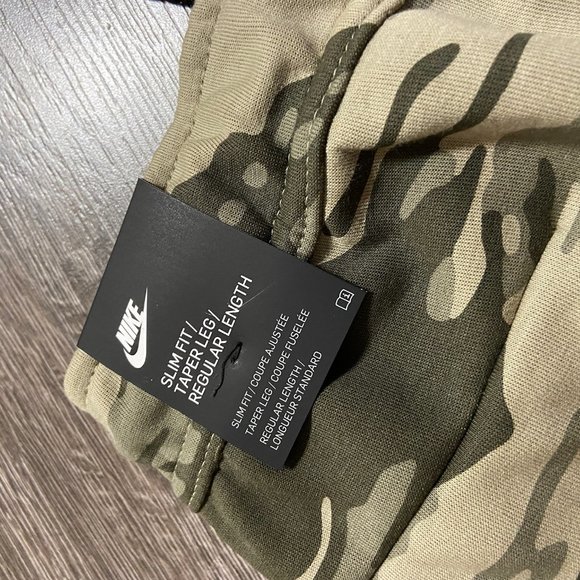 NIKE
SLIM FIT/
TAPER LEG/
REGULAR LENGTH
SLIM FIT/COUPE AJUSTÉE
TAPER LEG/COUPE FUSELÉE
REGULAR LENGTH/
LONGUEUR STANDARD